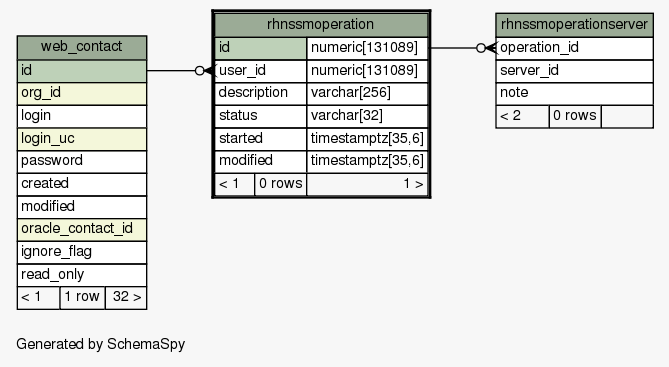 web_contact
id
org_id
login
login_uc
password
created
modified
oracle_contact_id
ignore_flag
read_only
< 1 1 row 32 >
rhnssmoperation
id numeric[131089]
user_id numeric[131089]
description varchar[256]
status varchar[32]
started timestamptz[35,6]
modified timestamptz[35,6]
< 1 0 rows 1 >
rhnssmoperationserver
operation_id
server_id
note
< 2 0 rows
Generated by SchemaSpy